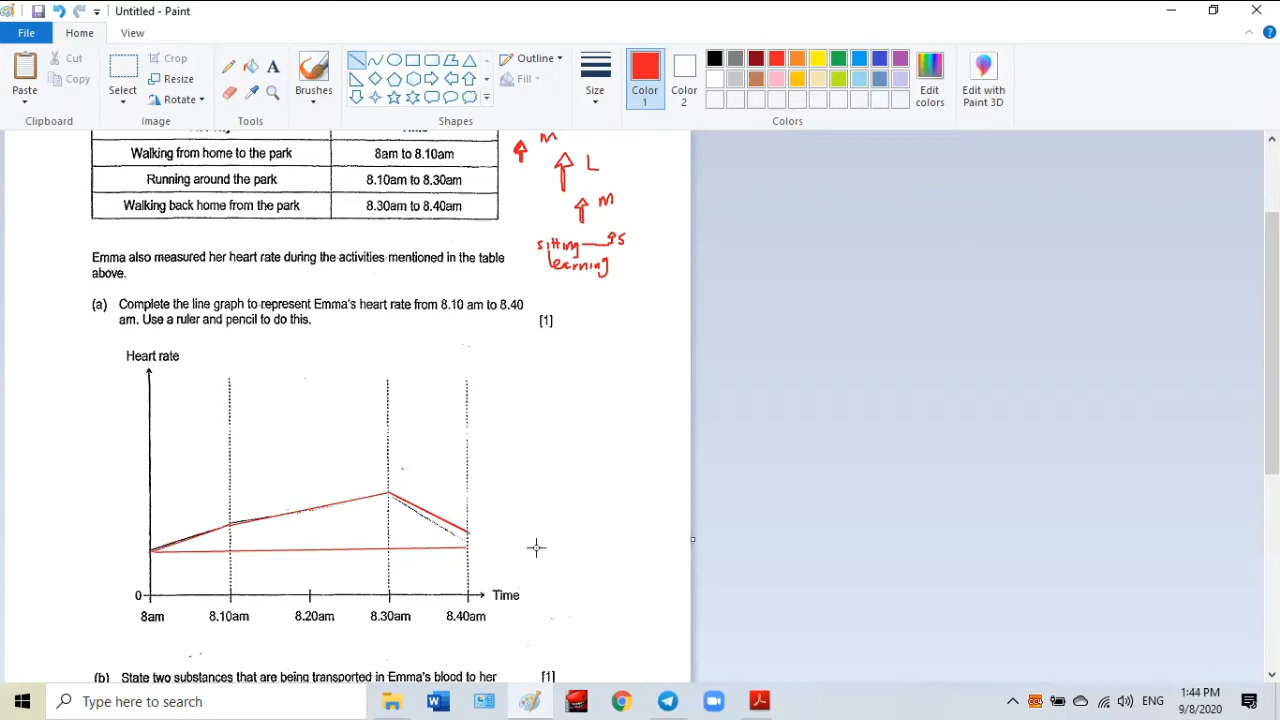 Untitled - Paint
File
Home
View
Paste
Cut
Copy
Clipboard
Select
Crop
Resize
Rotate
Image
Tools
Brushes
Shapes
Outline
Fill
Size
Color 1
Color 2
Colors
Edit colors
Edit with Paint 3D
Walking from home to the park 8am to 8.10am
Running around the park 8.10am to 8.30am
Walking back home from the park 8.30am to 8.40am
M
L
M
sitting S
learning
Emma also measured her heart rate during the activities mentioned in the table
above.
(a) Complete the line graph to represent Emma's heart rate from 8.10 am to 8.40
am. Use a ruler and pencil to do this. [1]
Heart rate
0
Time
8am 8.10am 8.20am 8.30am 8.40am
(b) State two substances that are being transported in Emma's blood to her [1]
Type here to search
ENG
1:44 PM
9/8/2020